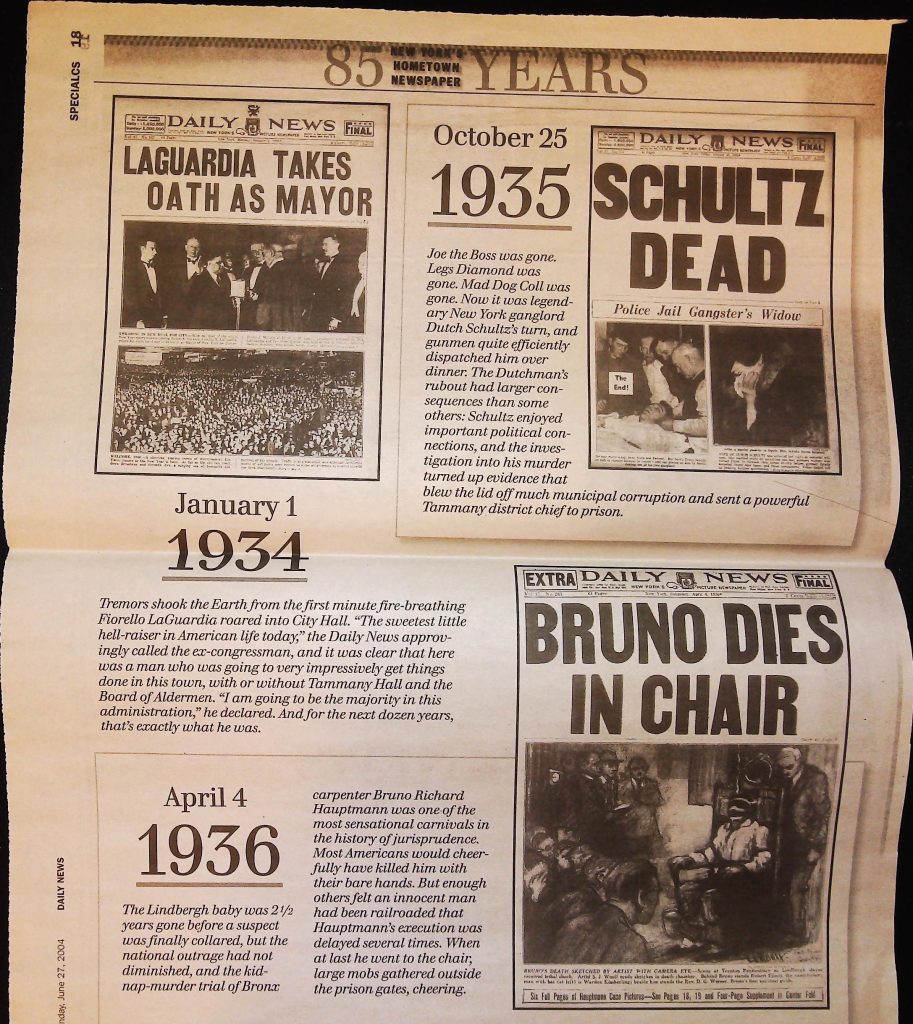 SPECIALCS 18
85 NEW YORK'S HOMETOWN NEWSPAPER YEARS
DAILY NEWS
FINAL
LAGUARDIA TAKES
OATH AS MAYOR
January 1
1934
Tremors shook the Earth from the first minute fire-breathing
Fiorello LaGuardia roared into City Hall. “The sweetest little
hell-raiser in American life today,” the Daily News approv-
ingly called the ex-congressman, and it was clear that here
was a man who was going to very impressively get things
done in this town, with or without Tammany Hall and the
Board of Aldermen. “I am going to be the majority in this
administration,” he declared. And for the next dozen years,
that’s exactly what he was.
October 25
1935
Joe the Boss was gone.
Legs Diamond was
gone. Mad Dog Coll was
gone. Now it was legend-
ary New York ganglord
Dutch Schultz’s turn, and
gunmen quite efficiently
dispatched him over
dinner. The Dutchman’s
rubout had larger con-
sequences than some
others: Schultz enjoyed
important political con-
nections, and the inves-
tigation into his murder
turned up evidence that
blew the lid off much municipal corruption and sent a powerful
Tammany district chief to prison.
DAILY NEWS
FINAL
SCHULTZ
DEAD
Police Jail Gangster's Widow
The
End!
April 4
1936
The Lindbergh baby was 2 1/2
years gone before a suspect
was finally collared, but the
national outrage had not
diminished, and the kid-
nap-murder trial of Bronx
carpenter Bruno Richard
Hauptmann was one of the
most sensational carnivals in
the history of jurisprudence.
Most Americans would cheer-
fully have killed him with
their bare hands. But enough
others felt an innocent man
had been railroaded that
Hauptmann’s execution was
delayed several times. When
at last he went to the chair,
large mobs gathered outside
the prison gates, cheering.
EXTRA DAILY NEWS FINAL
NEW YORK'S PICTURE NEWSPAPER
BRUNO DIES
IN CHAIR
BRUNO'S DEATH SKETCHED BY ARTIST WITH CAMERA EYE
Six Full Pages of Hauptmann Case Pictures—See Pages 18, 19 and Four-Page Supplement in Center Fold
DAILY NEWS
June 27, 2004